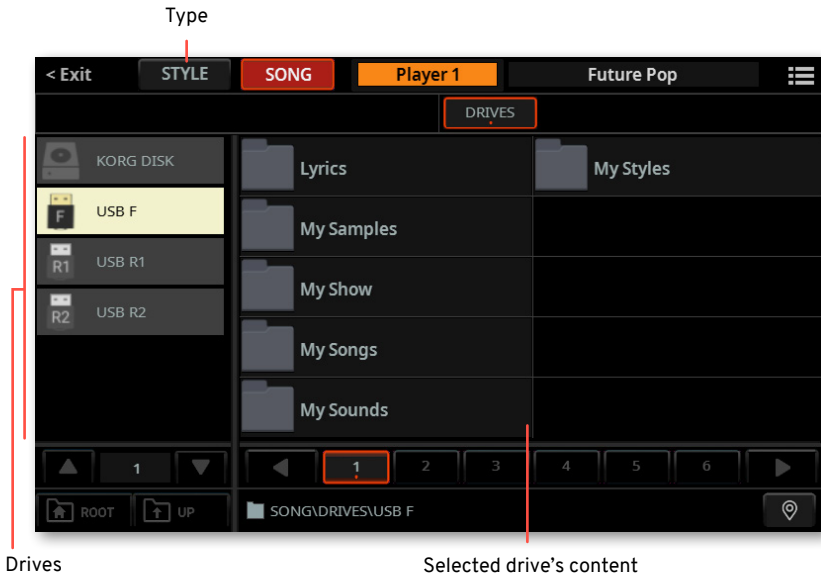 Type
< Exit STYLE SONG Player 1 Future Pop
DRIVES
KORG DISK
F USB F
R1 USB R1
R2 USB R2
Lyrics My Styles
My Samples
My Show
My Songs
My Sounds
1 1 2 3 4 5 6
ROOT UP SONG\DRIVES\USB F
Drives Selected drive's content